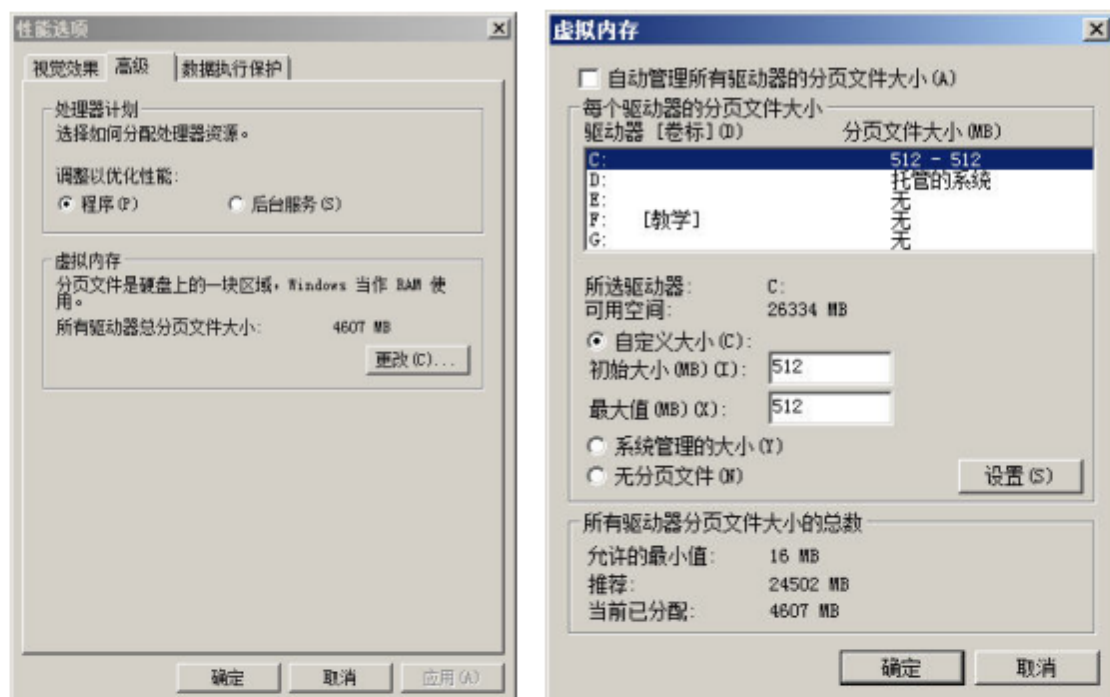 性能选项
视觉效果 高级 数据执行保护
处理器计划
选择如何分配处理器资源。
调整以优化性能:
程序(P) 后台服务(S)
虚拟内存
分页文件是硬盘上的一块区域，Windows 当作 RAM 使
用。
所有驱动器总分页文件大小: 4607 MB
更改(C)...
确定 取消 应用(A)
虚拟内存
自动管理所有驱动器的分页文件大小(A)
每个驱动器的分页文件大小
驱动器 [卷标](D) 分页文件大小(MB)
C: 512 - 512
D: 托管的系统
E: 无
F: [教学] 无
G: 无
所选驱动器: C:
可用空间: 26334 MB
自定义大小(C):
初始大小(MB)(I): 512
最大值(MB)(X): 512
系统管理的大小(Y)
无分页文件(N) 设置(S)
所有驱动器分页文件大小的总数
允许的最小值: 16 MB
推荐: 24502 MB
当前已分配: 4607 MB
确定 取消